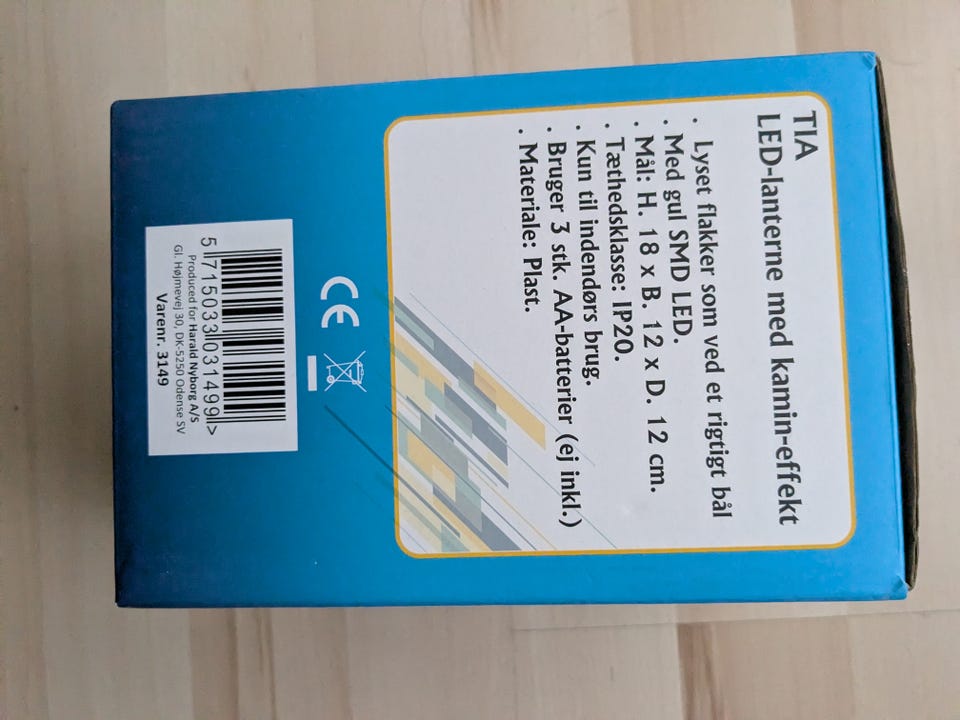 TIA
LED-lanterne med kamin-effekt
· Lyset flakker som ved et rigtigt bål
· Med gul SMD LED.
· Mål: H. 18 x B. 12 x D. 12 cm.
· Tæthedsklasse: IP20.
· Kun til indendørs brug.
· Bruger 3 stk. AA-batterier (ej inkl.)
· Materiale: Plast.
CE
5 715033 031499 >
Produced for Harald Nyborg A/S
Gl. Højmevej 30, DK-5250 Odense SV
Varenr. 3149